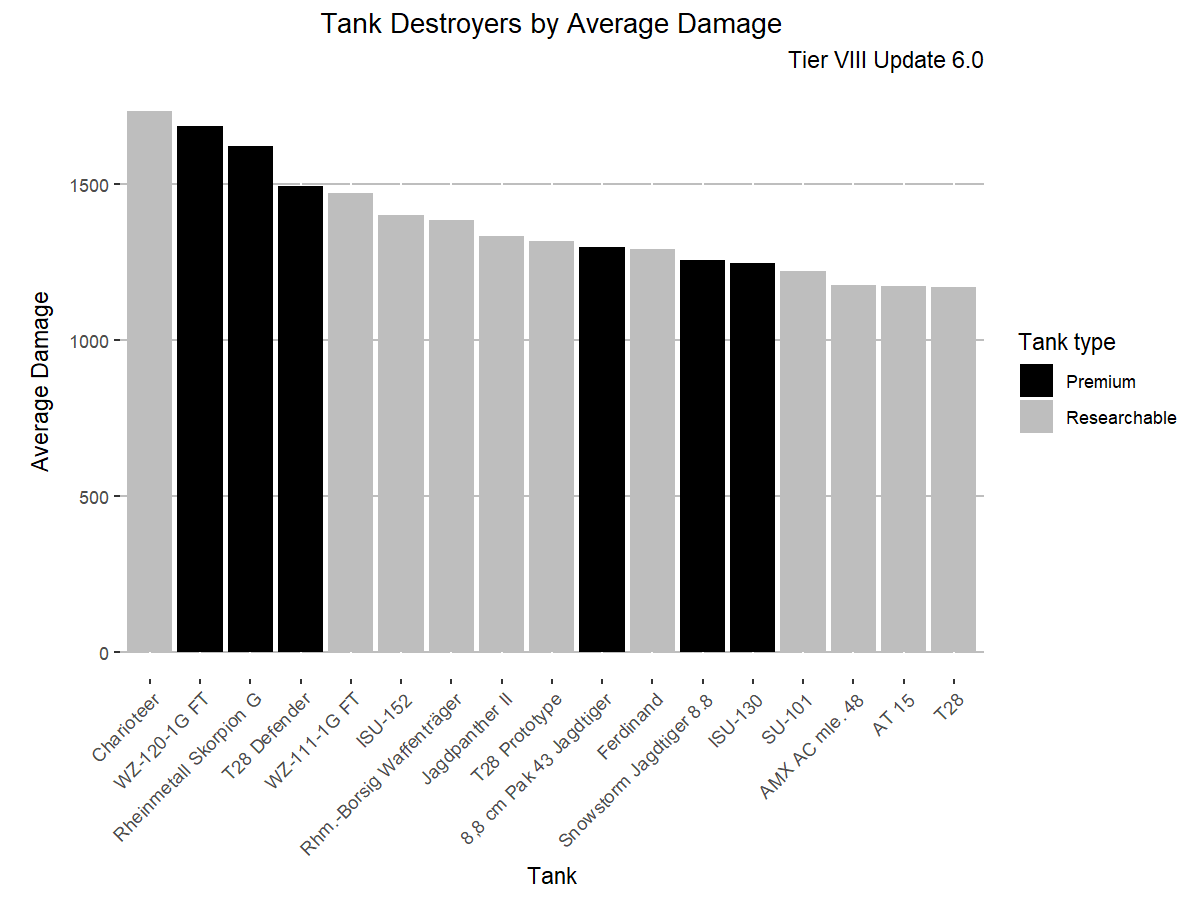 Tank Destroyers by Average Damage
Tier VIII Update 6.0
Average Damage
1500
1000
500
0
Charioteer
WZ-120-1G FT
Rheinmetall Skorpion G
T28 Defender
WZ-111-1G FT
ISU-152
Rhm.-Borsig Waffenträger
Jagdpanther II
T28 Prototype
8,8 cm Pak 43 Jagdtiger
Ferdinand
Snowstorm Jagdtiger 8.8
ISU-130
SU-101
AMX AC mle. 48
AT 15
T28
Tank
Tank type
Premium
Researchable